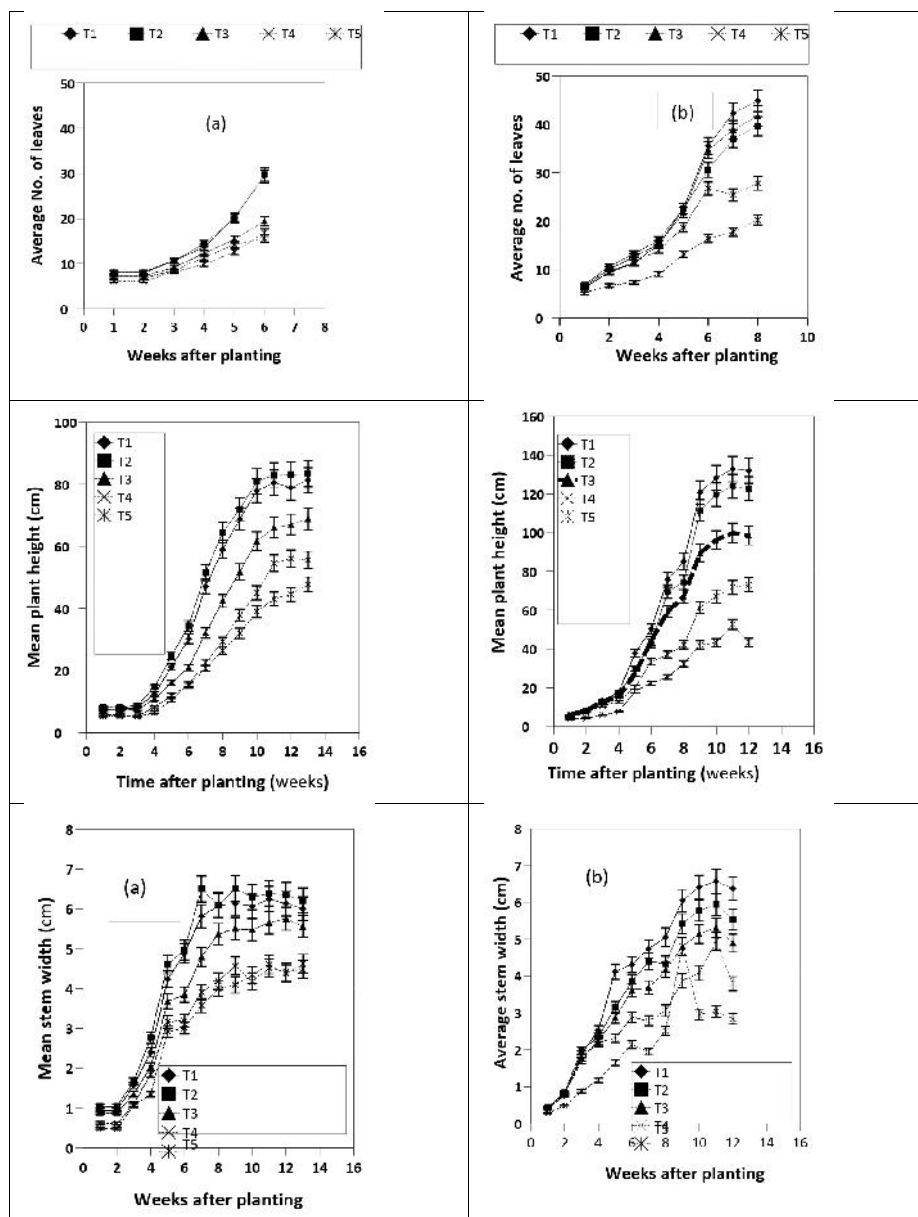 T1 T2 T3 T4 T5
50
40
30
20
10
0
Average No. of leaves
(a)
0 1 2 3 4 5 6 7 8
Weeks after planting
T1 T2 T3 T4 T5
50
40
30
20
10
0
Average no. of leaves
(b)
0 2 4 6 8 10
Weeks after planting
100
80
60
40
20
0
Mean plant height (cm)
T1
T2
T3
T4
T5
0 2 4 6 8 10 12 14 16
Time after planting (weeks)
160
140
120
100
80
60
40
20
0
Mean plant height (cm)
T1
T2
T3
T4
T5
0 2 4 6 8 10 12 14 16
Time after planting (weeks)
8
7
6
5
4
3
2
1
0
Mean stem width (cm)
(a)
T1
T2
T3
T4
T5
0 2 4 6 8 10 12 14 16
Weeks after planting
8
7
6
5
4
3
2
1
0
Average stem width (cm)
(b)
T1
T2
T3
T4
T5
0 2 4 6 8 10 12 14 16
Weeks after planting